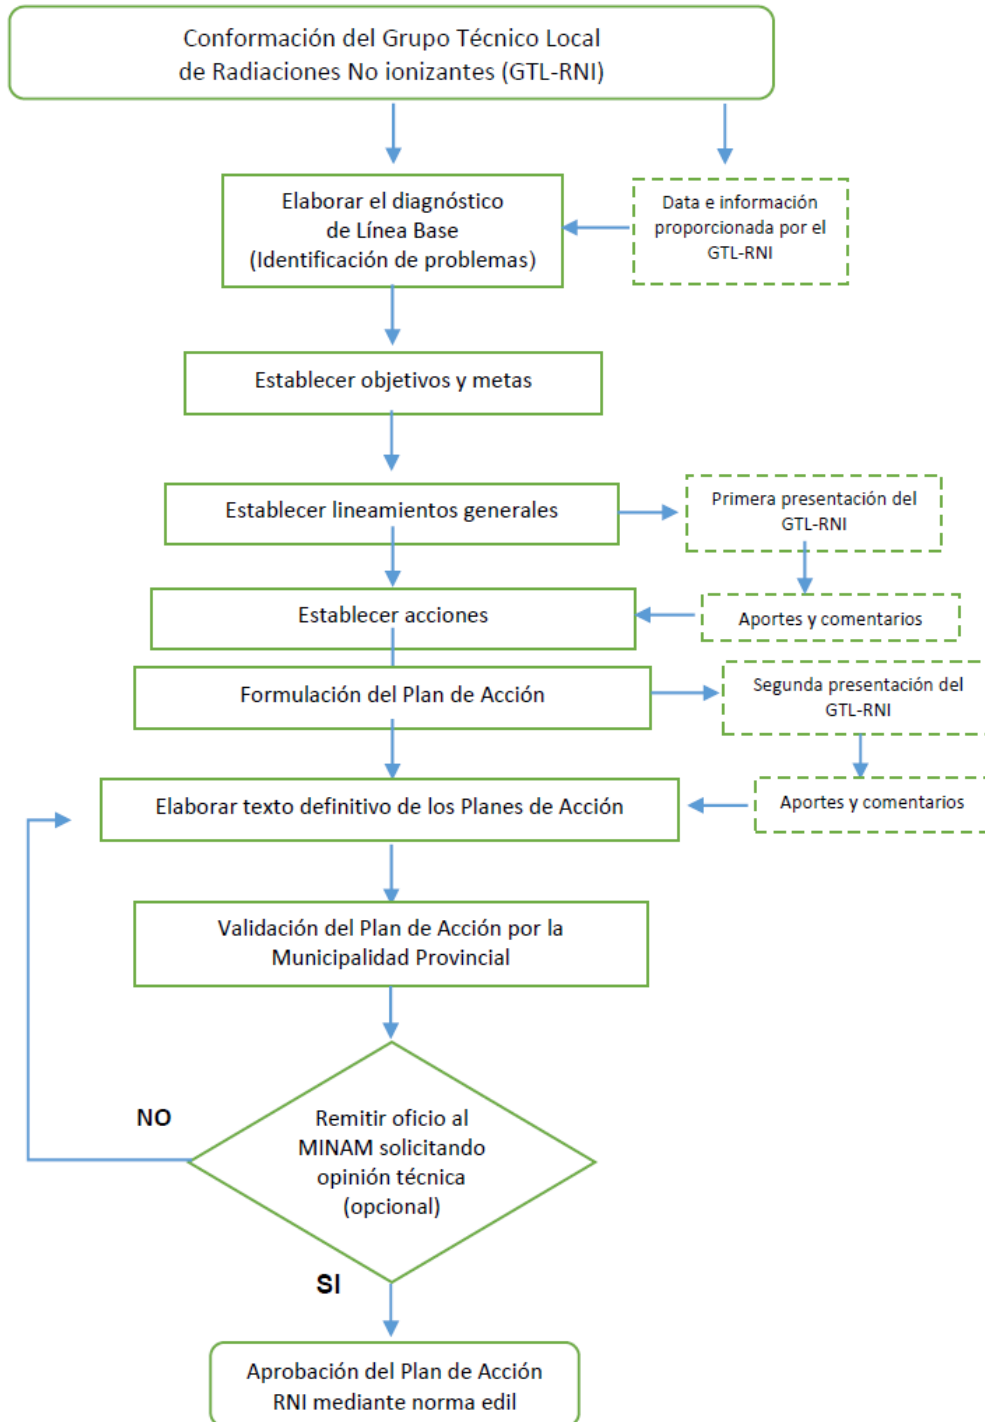 Conformación del Grupo Técnico Local
de Radiaciones No ionizantes (GTL-RNI)
Elaborar el diagnóstico
de Línea Base
(Identificación de problemas)
Data e información
proporcionada por el
GTL-RNI
Establecer objetivos y metas
Establecer lineamientos generales
Primera presentación del
GTL-RNI
Establecer acciones
Aportes y comentarios
Formulación del Plan de Acción
Segunda presentación del
GTL-RNI
Elaborar texto definitivo de los Planes de Acción
Aportes y comentarios
Validación del Plan de Acción por la
Municipalidad Provincial
NO
Remitir oficio al
MINAM solicitando
opinión técnica
(opcional)
SI
Aprobación del Plan de Acción
RNI mediante norma edil